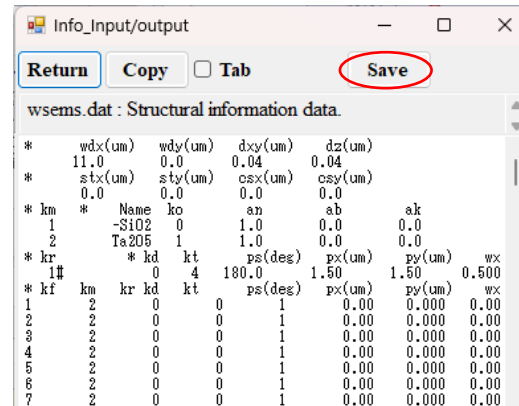 Info_Input/output
Return Copy Tab Save
wsems.dat : Structural information data.
* wdx(um) wdy(um) dxy(um) dz(um)
11.0 0.0 0.04 0.04
* stx(um) sty(um) csx(um) csy(um)
0.0 0.0 0.0 0.0
* km * Name ko an ab ak
1 -SiO2 0 1.0 0.0 0.0
2 Ta2O5 1 1.0 0.0 0.0
* kr * kd kt ps(deg) px(um) py(um) wx
1# 0 4 180.0 1.50 1.50 0.500
* kf km kr kd kt ps(deg) px(um) py(um) wx
1 2 0 0 1 0.00 0.000 0.00
2 2 0 0 1 0.00 0.000 0.00
3 2 0 0 1 0.00 0.000 0.00
4 2 0 0 1 0.00 0.000 0.00
5 2 0 0 1 0.00 0.000 0.00
6 2 0 0 1 0.00 0.000 0.00
7 2 0 0 1 0.00 0.000 0.00